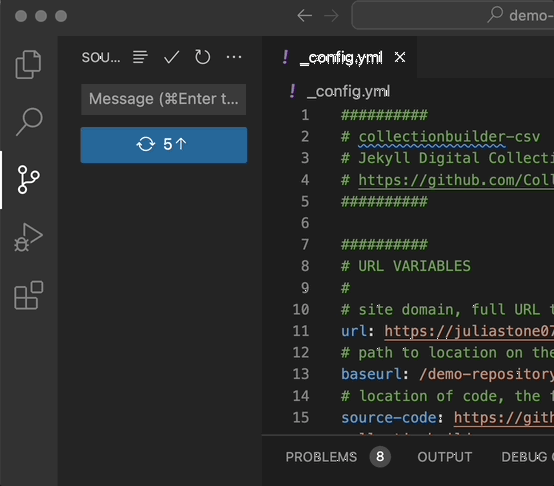 demo-
SOU...
_config.yml
Message (⌘Enter t...
_config.yml
5↑
1 ##########
2 # collectionbuilder-csv
3 # Jekyll Digital Collecti
4 # https://github.com/Coll
5 ##########
6
7 ##########
8 # URL VARIABLES
9 #
10 # site domain, full URL t
11 url: https://juliastone07
12 # path to location on the
13 baseurl: /demo-repository
14 # location of code, the f
15 source-code: https://gith
PROBLEMS 8 OUTPUT DEBUG C